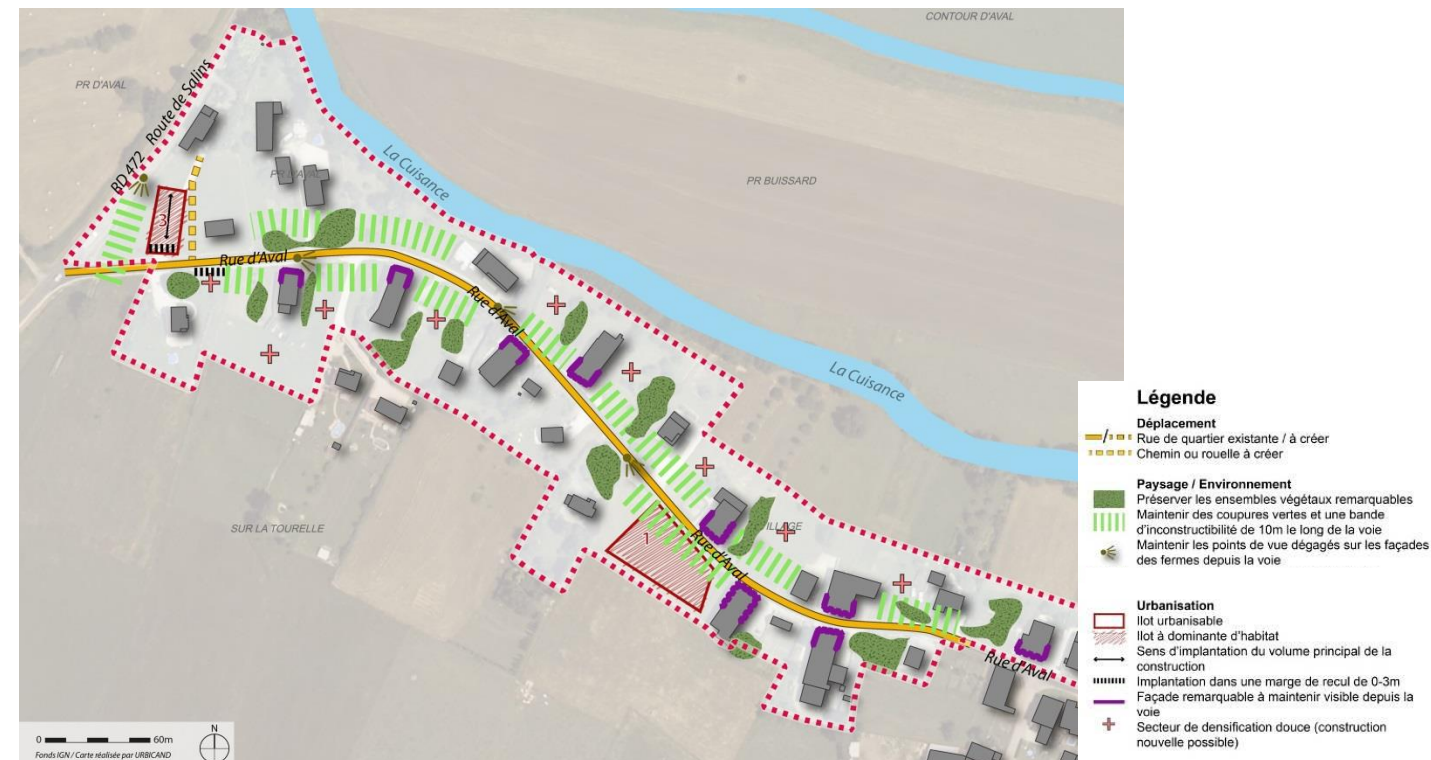 CONTOUR D'AVAL
PR D'AVAL
RD 472 Route de Salins
La Cuisance
PR D'AVAL
PR BUISSARD
3
Rue d'Aval
Rue d'Aval
La Cuisance
SUR LA TOURELLE
1
Rue d'Aval
Rue d'Aval
0 60m
N
Fonds IGN / Carte réalisée par URBICAND
Légende
Déplacement
/ Rue de quartier existante / à créer
Chemin ou rouelle à créer
Paysage / Environnement
Préserver les ensembles végétaux remarquables
Maintenir des coupures vertes et une bande
d'inconstructibilité de 10m le long de la voie
Maintenir les points de vue dégagés sur les façades
des fermes depuis la voie
Urbanisation
Ilot urbanisable
Ilot à dominante d'habitat
Sens d'implantation du volume principal de la
construction
Implantation dans une marge de recul de 0-3m
Façade remarquable à maintenir visible depuis la
voie
Secteur de densification douce (construction
nouvelle possible)